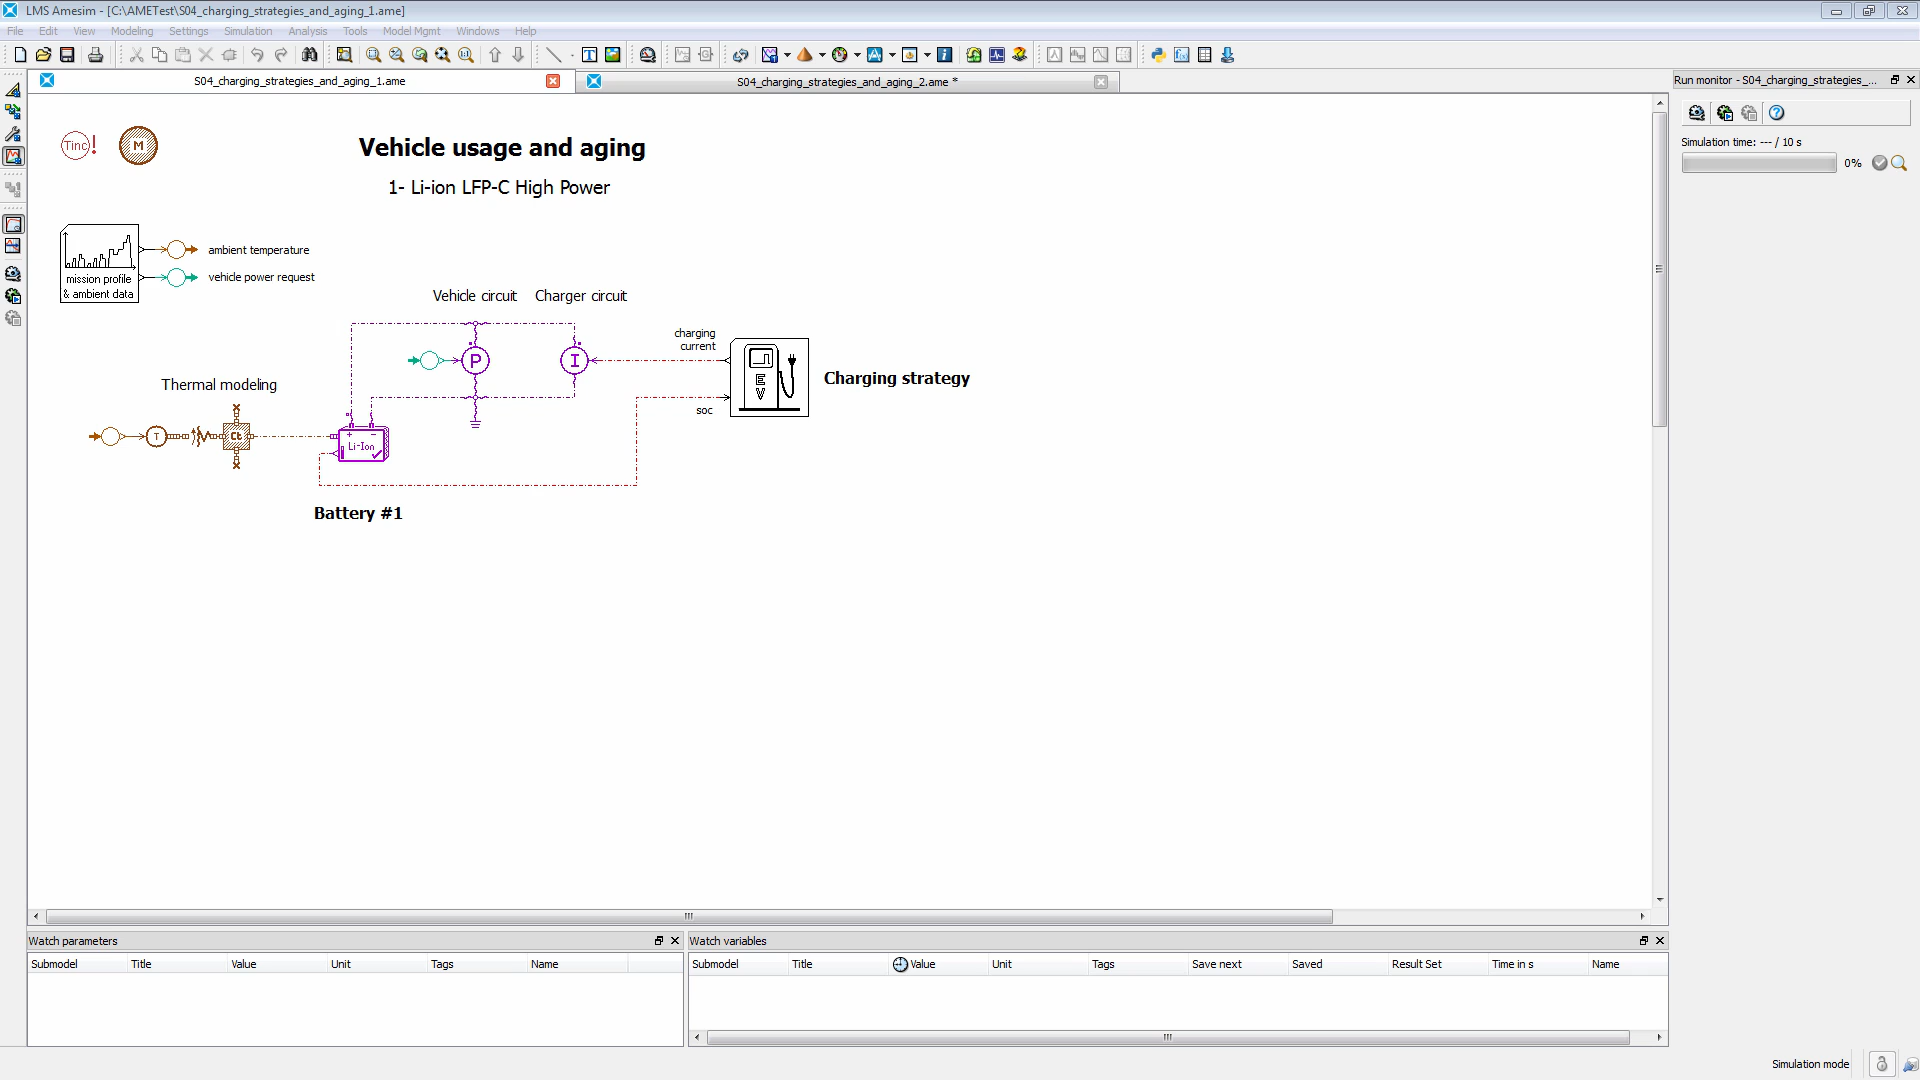 LMS Amesim - [C:\AMETest\S04_charging_strategies_and_aging_1.ame]
File Edit View Modeling Settings Simulation Analysis Tools Model Mgmt Windows Help
S04_charging_strategies_and_aging_1.ame
S04_charging_strategies_and_aging_2.ame *
Run monitor - S04_charging_strategies_...
Simulation time: --- / 10 s
0%
Tinc!
M
Vehicle usage and aging
1- Li-ion LFP-C High Power
mission profile
& ambient data
ambient temperature
vehicle power request
Vehicle circuit
Charger circuit
P
I
charging
current
soc
E
V
Charging strategy
Thermal modeling
T
Ct
+ -
Li-Ion
Battery #1
Watch parameters
Submodel Title Value Unit Tags Name
Watch variables
Submodel Title Value Unit Tags Save next Saved Result Set Time in s Name
Simulation mode